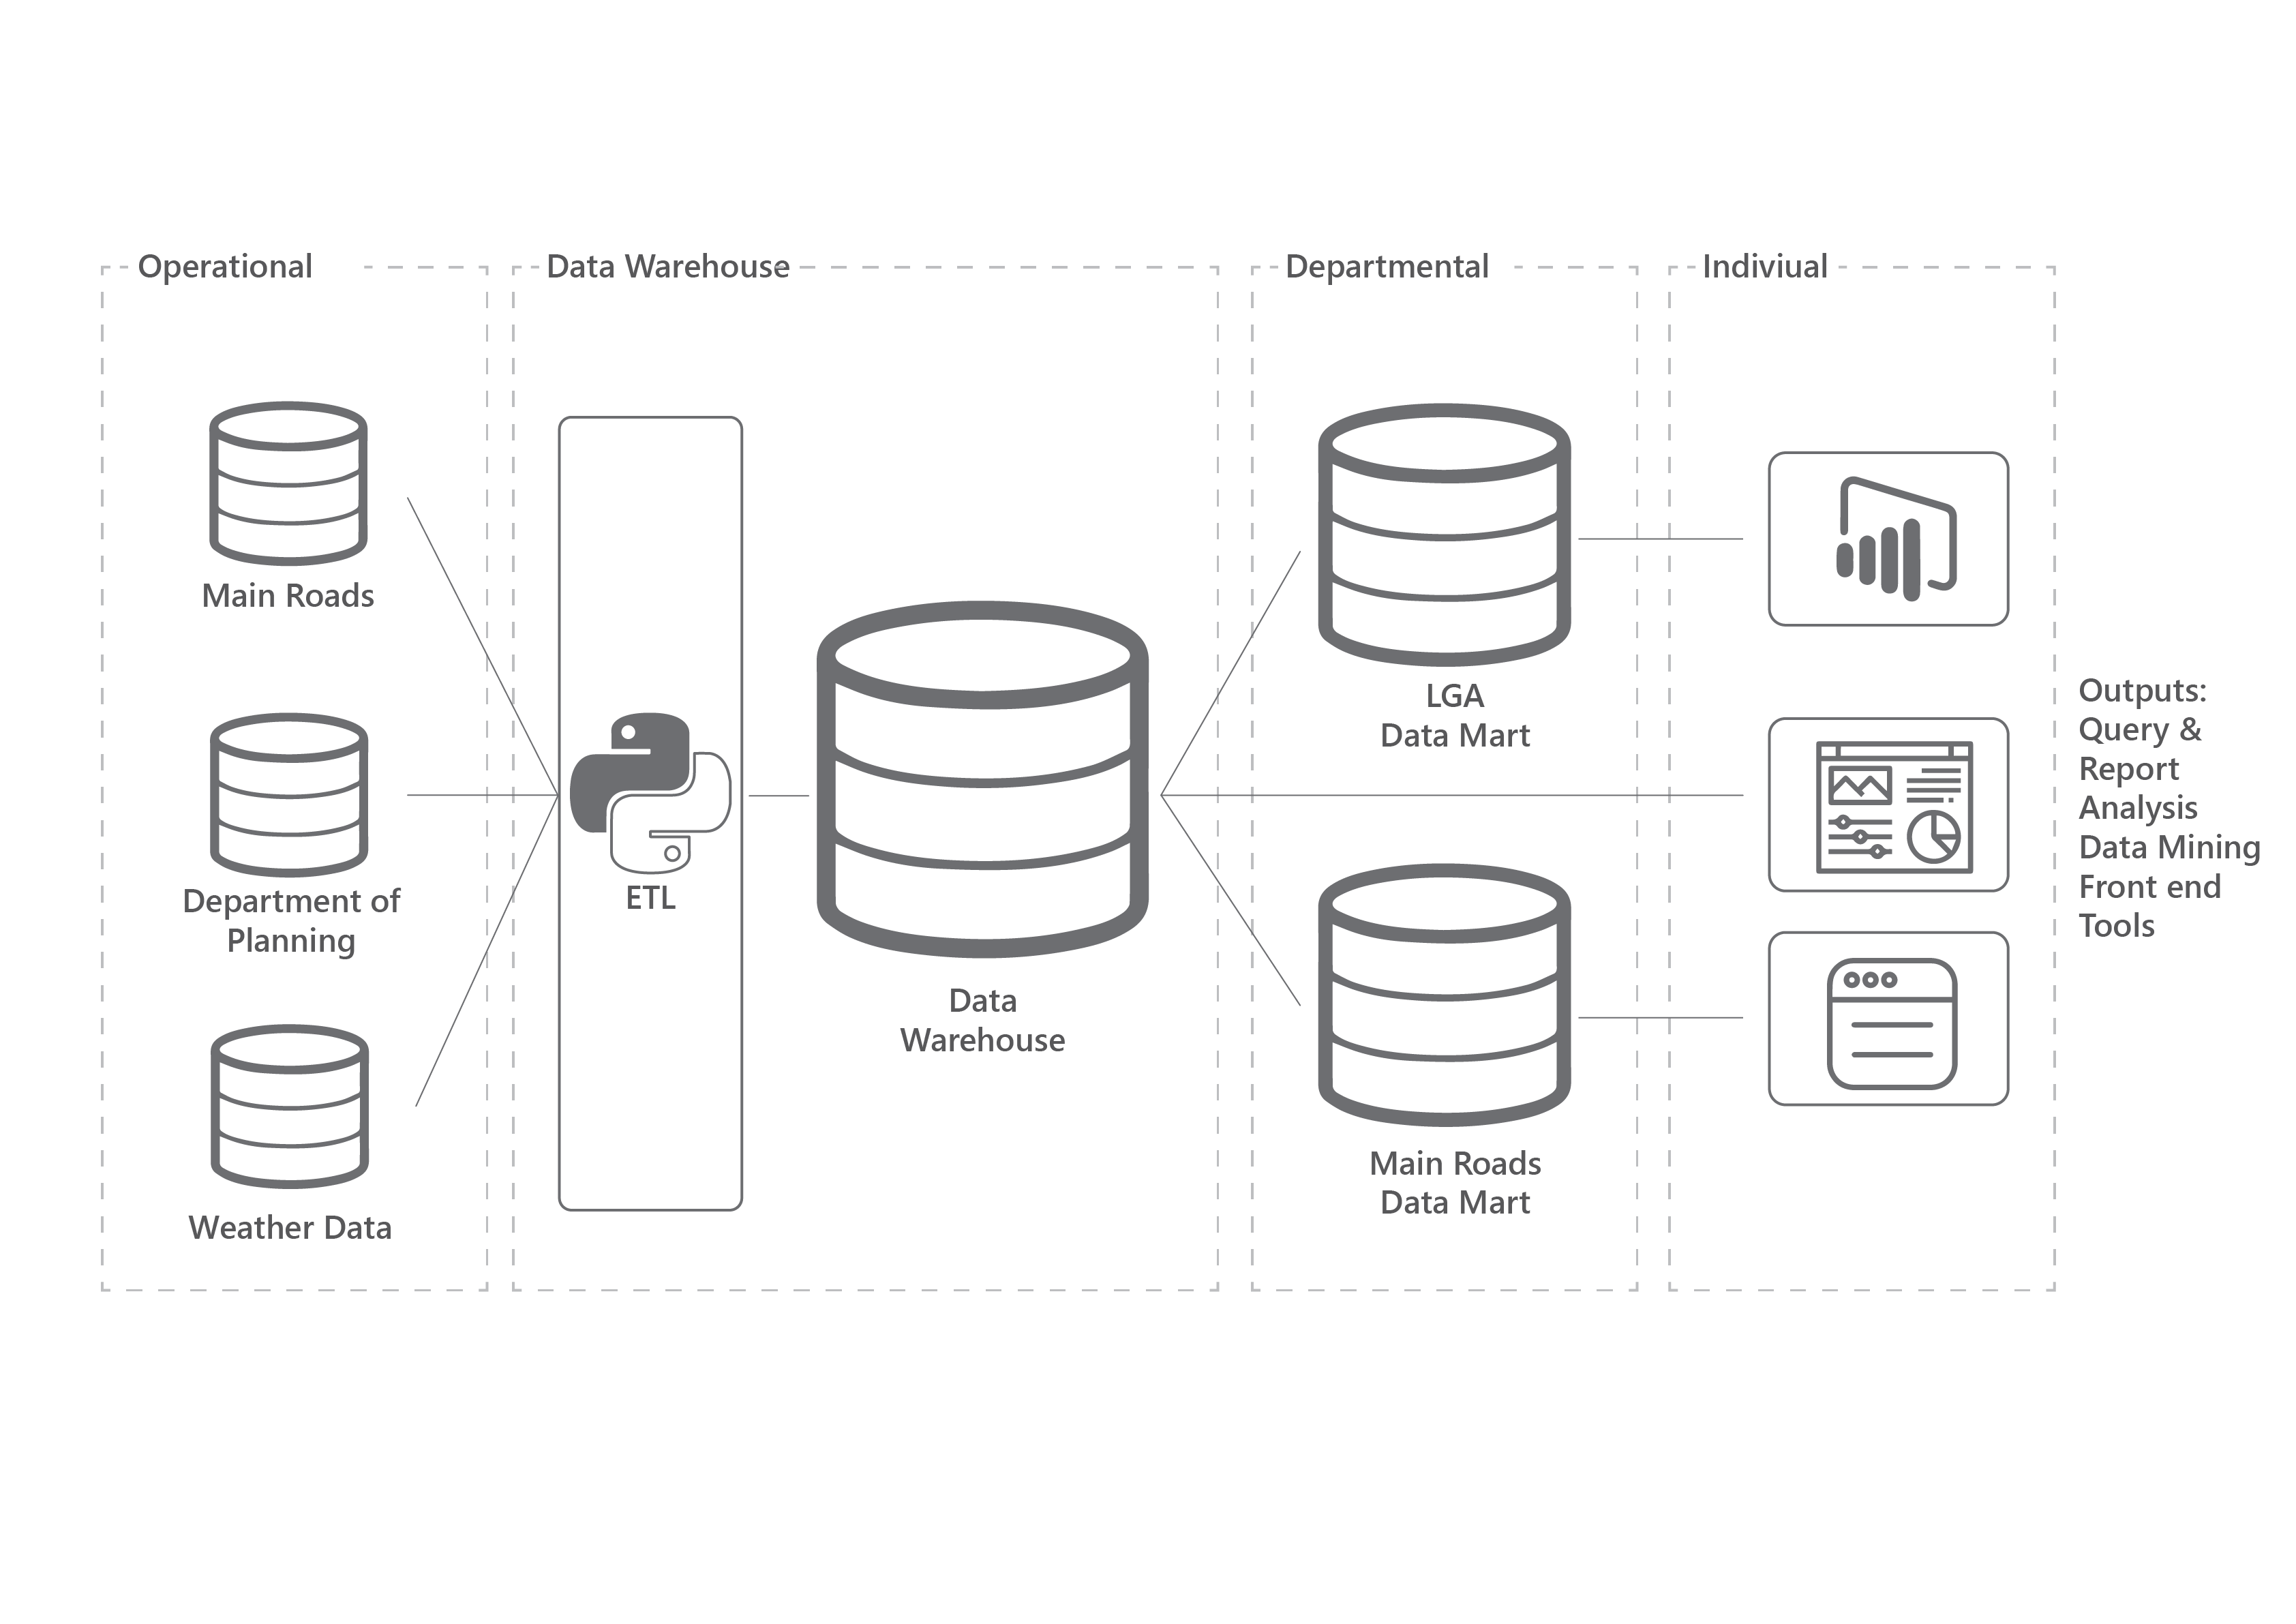 Operational
Data Warehouse
Departmental
Indiviual
Main Roads
Department of
Planning
Weather Data
ETL
Data
Warehouse
LGA
Data Mart
Main Roads
Data Mart
Outputs:
Query &
Report
Analysis
Data Mining
Front end
Tools